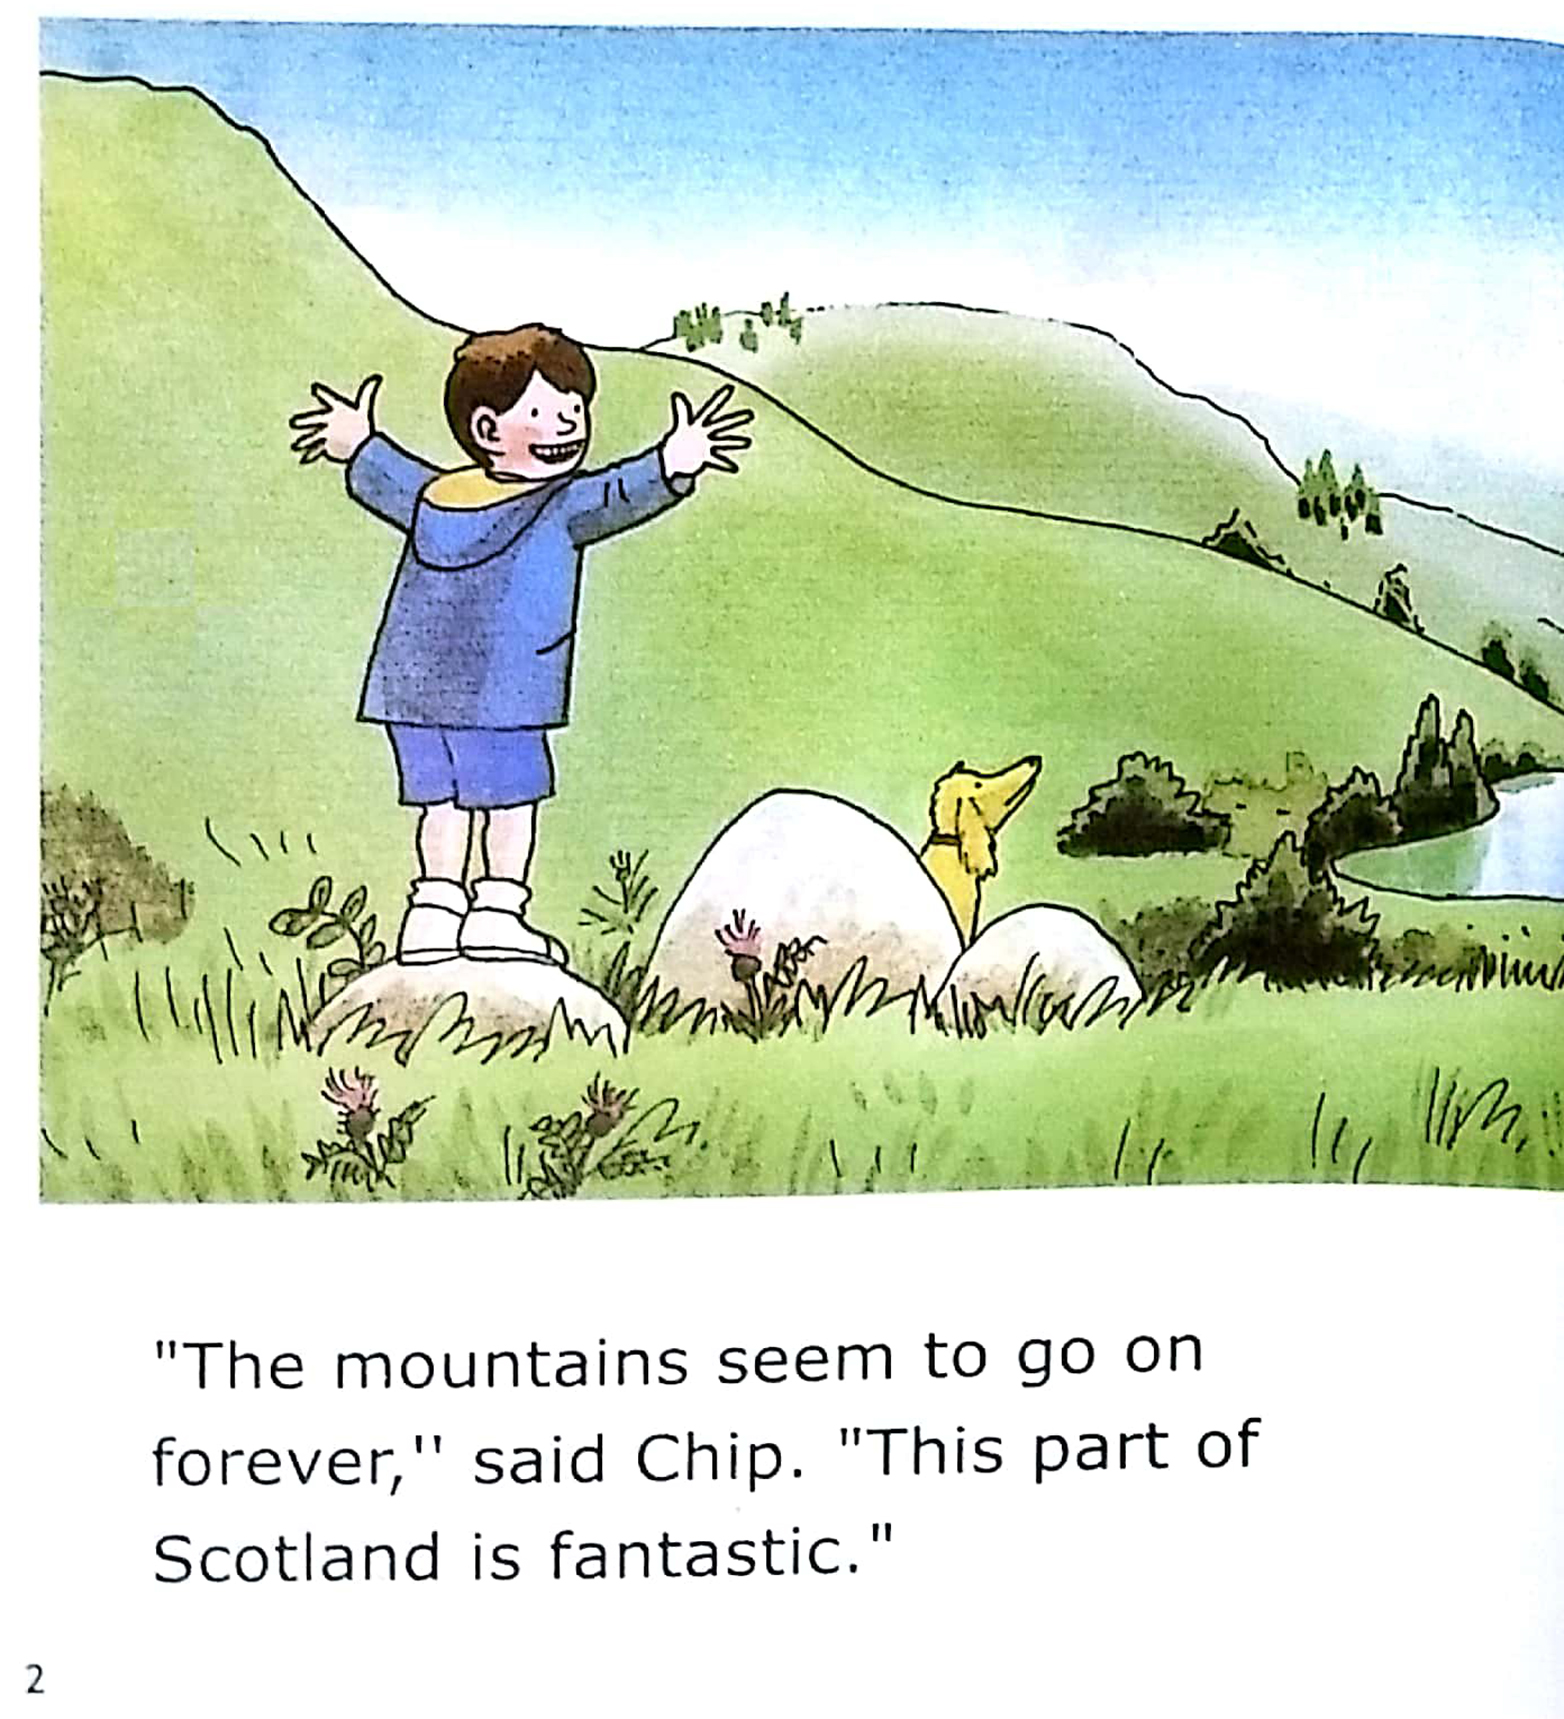 "The mountains seem to go on
forever," said Chip. "This part of
Scotland is fantastic."
2